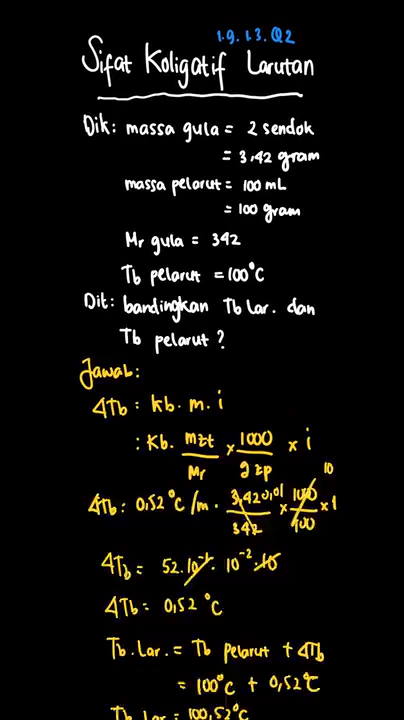 1.9.1.3.Q2
Sifat Koligatif Larutan
Dik: massa gula = 2 sendok
= 3,42 gram
massa pelarut = 100 mL
= 100 gram
Mr gula = 342
Tb pelarut = 100°C
Dit: bandingkan Tb Lar. dan
Tb pelarut?
Jawab:
ΔTb = Kb . m . i
: Kb . mzt/Mr × 1000/gzp × i
ΔTb : 0,52 °C/m . 3,42 0,01/342 × 1000 10/100 × 1
ΔTb = 52.10⁻¹ . 10⁻² . 10
ΔTb = 0,52 °C
Tb . Lar. = Tb pelarut + ΔTb
= 100°C + 0,52°C
Tb Lar = 100,52°C